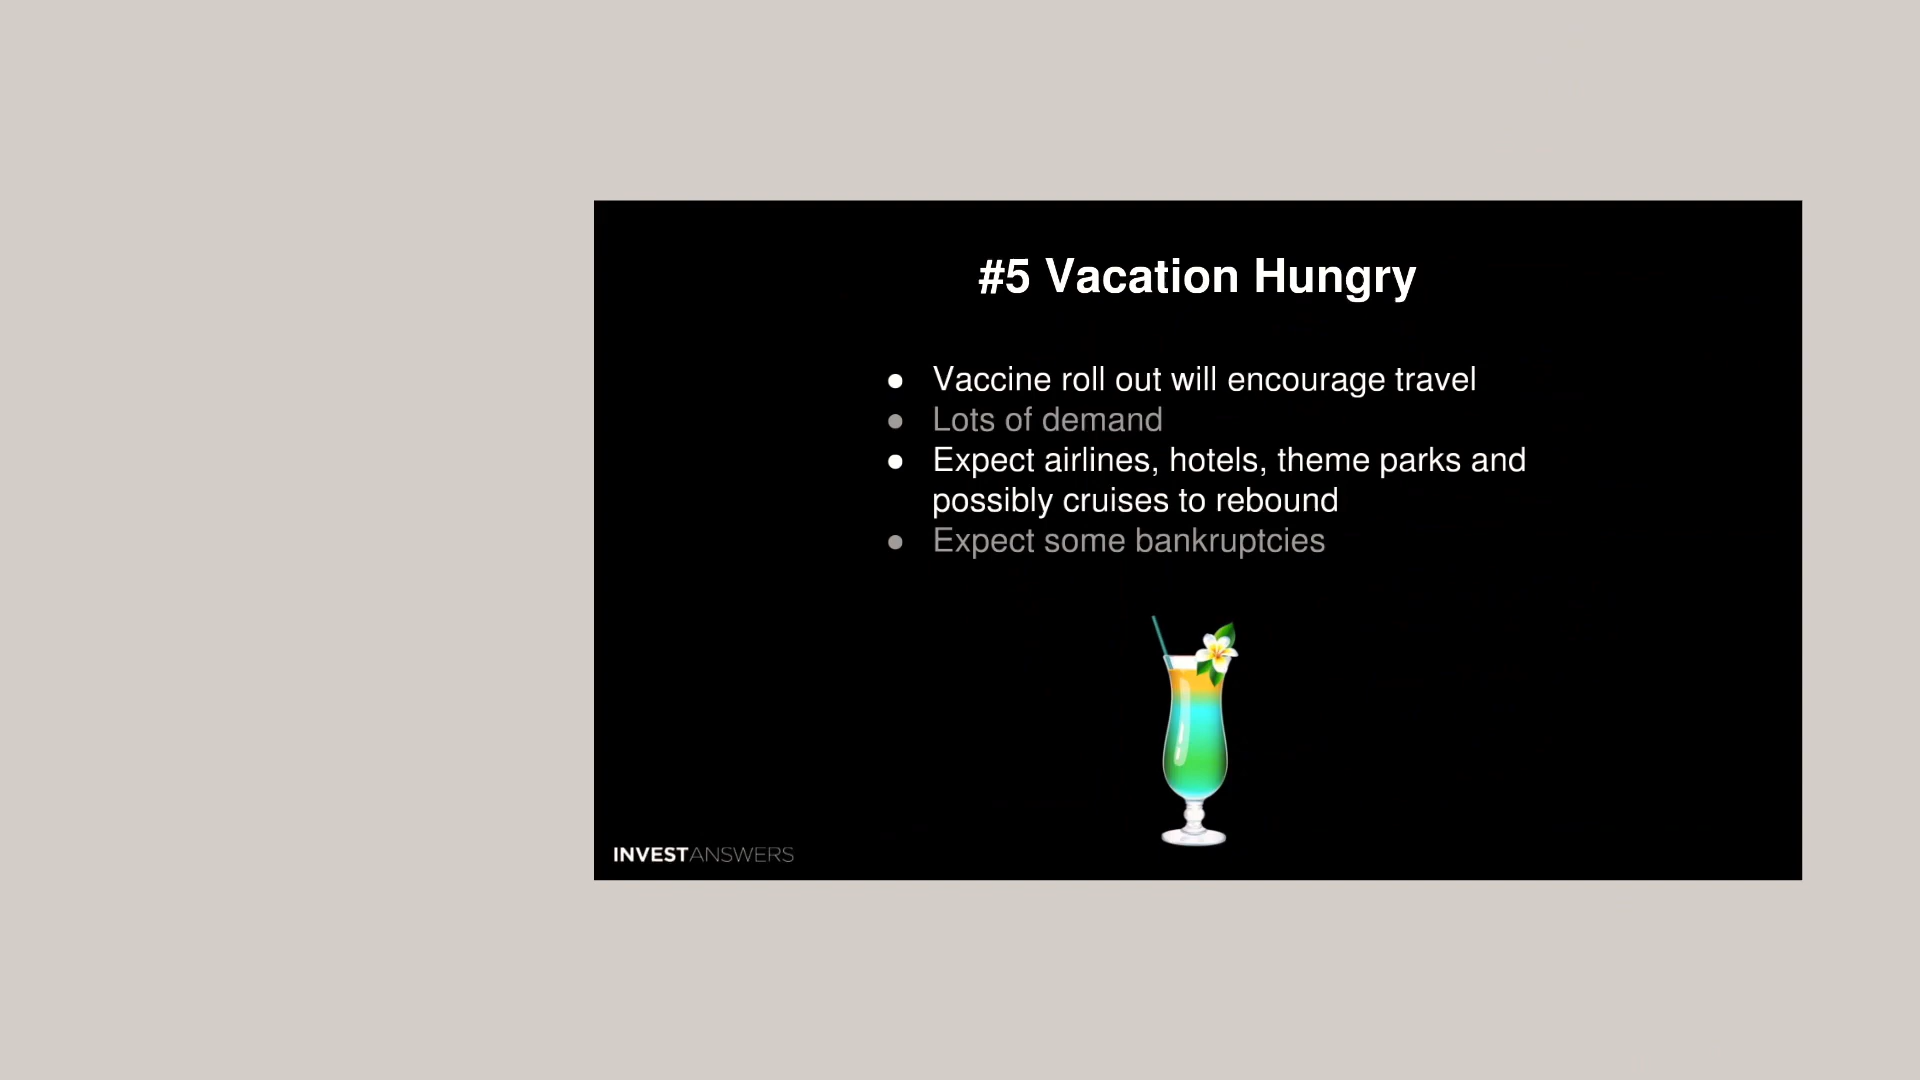 #5 Vacation Hungry
● Vaccine roll out will encourage travel
● Lots of demand
● Expect airlines, hotels, theme parks and
possibly cruises to rebound
● Expect some bankruptcies
INVESTANSWERS